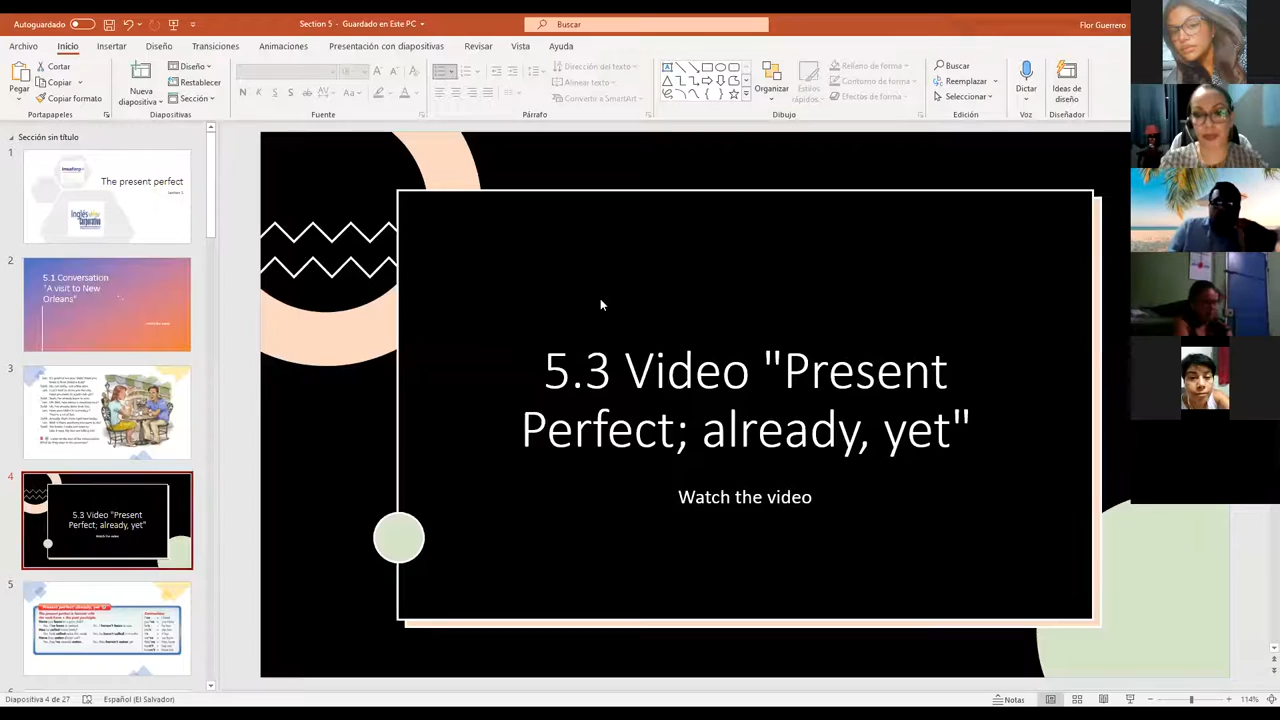 Autoguardado
Section 5 - Guardado en Este PC
Buscar
Flor Guerrero
Archivo Inicio Insertar Diseño Transiciones Animaciones Presentación con diapositivas Revisar Vista Ayuda
Pegar
Cortar
Copiar
Copiar formato
Portapapeles
Nueva diapositiva
Diseño
Restablecer
Sección
Diapositivas
Fuente
Dirección del texto
Alinear texto
Convertir a SmartArt
Párrafo
Organizar
Estilos rápidos
Relleno de forma
Contorno de forma
Efectos de forma
Dibujo
Buscar
Reemplazar
Seleccionar
Edición
Dictar
Voz
Ideas de diseño
Diseñador
Sección sin título
1
The present perfect
Inglés
corporativo
2
5.1 Conversation
"A visit to New
Orleans"
3
4
5.3 Video "Present
Perfect; already, yet"
Watch the video
5
5.3 Video "Present
Perfect; already, yet"
Watch the video
Diapositiva 4 de 27
Español (El Salvador)
Notas
114%